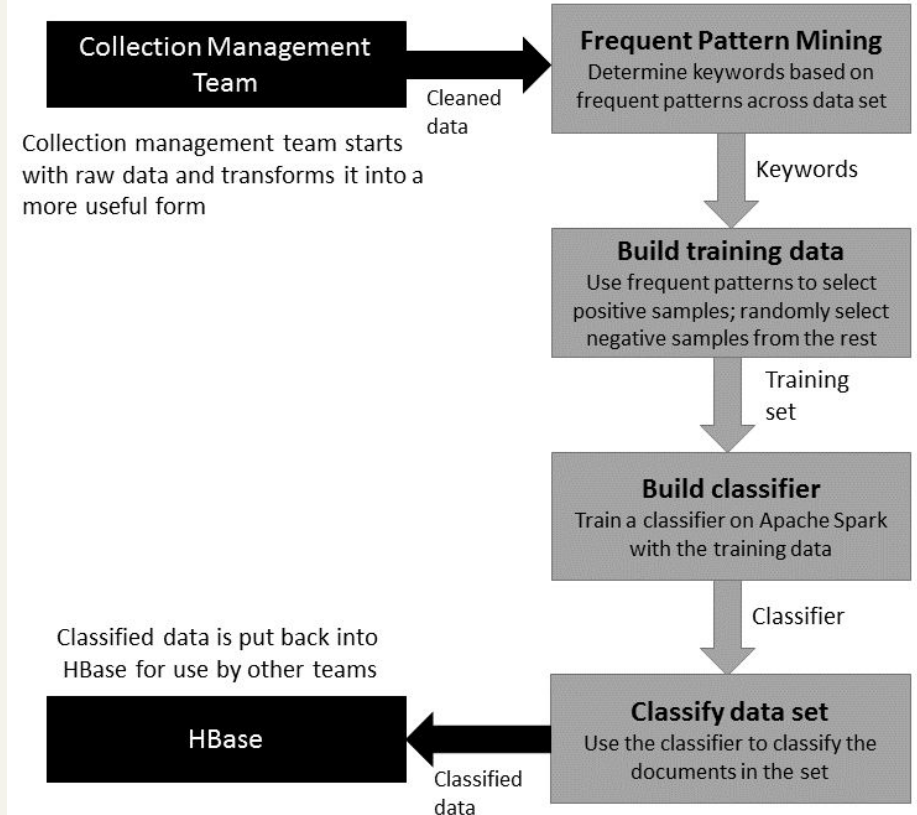 Collection Management
Team
Cleaned
data
Frequent Pattern Mining
Determine keywords based on
frequent patterns across data set
Collection management team starts
with raw data and transforms it into a
more useful form
Keywords
Build training data
Use frequent patterns to select
positive samples; randomly select
negative samples from the rest
Training
set
Build classifier
Train a classifier on Apache Spark
with the training data
Classifier
Classify data set
Use the classifier to classify the
documents in the set
Classified
data
Classified data is put back into
HBase for use by other teams
HBase